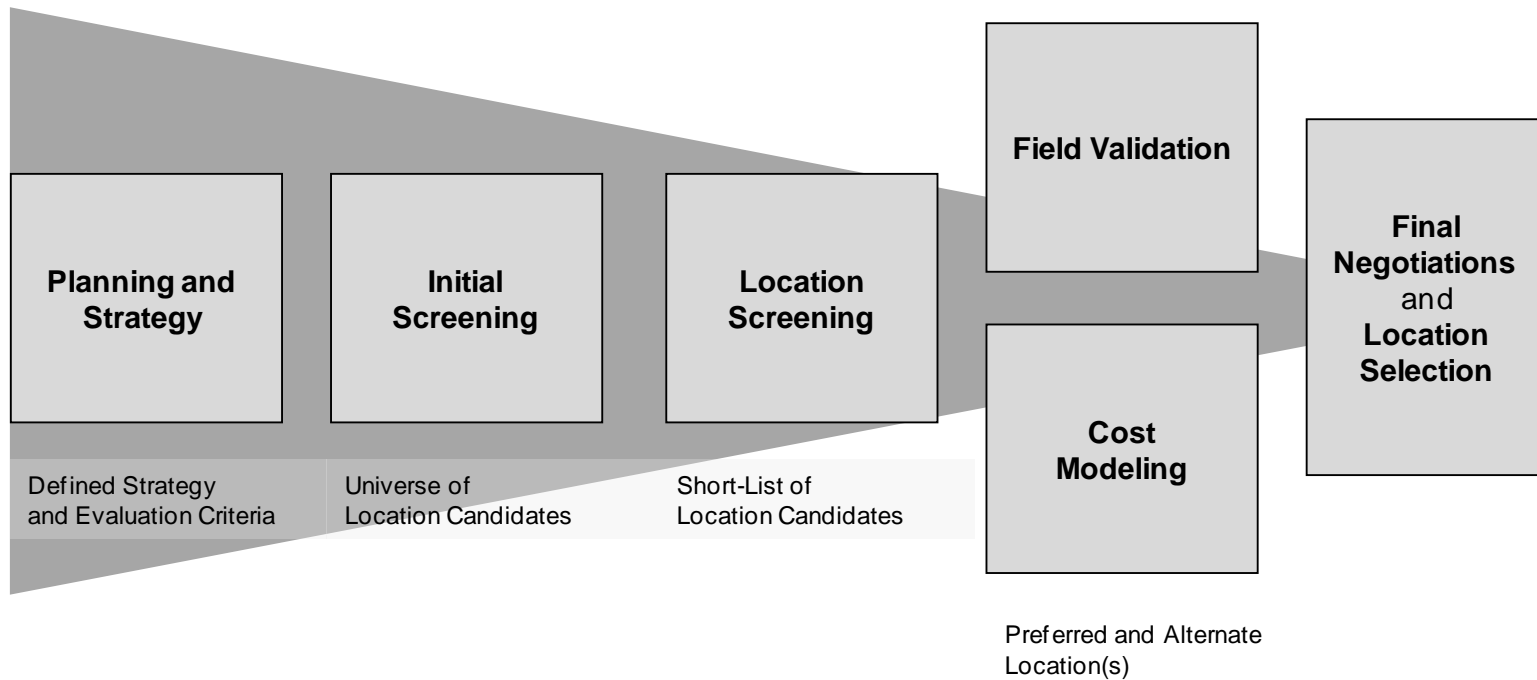 Planning and
Strategy
Initial
Screening
Location
Screening
Field Validation
Cost
Modeling
Final
Negotiations
and
Location
Selection
Defined Strategy
and Evaluation Criteria
Universe of
Location Candidates
Short-List of
Location Candidates
Preferred and Alternate
Location(s)